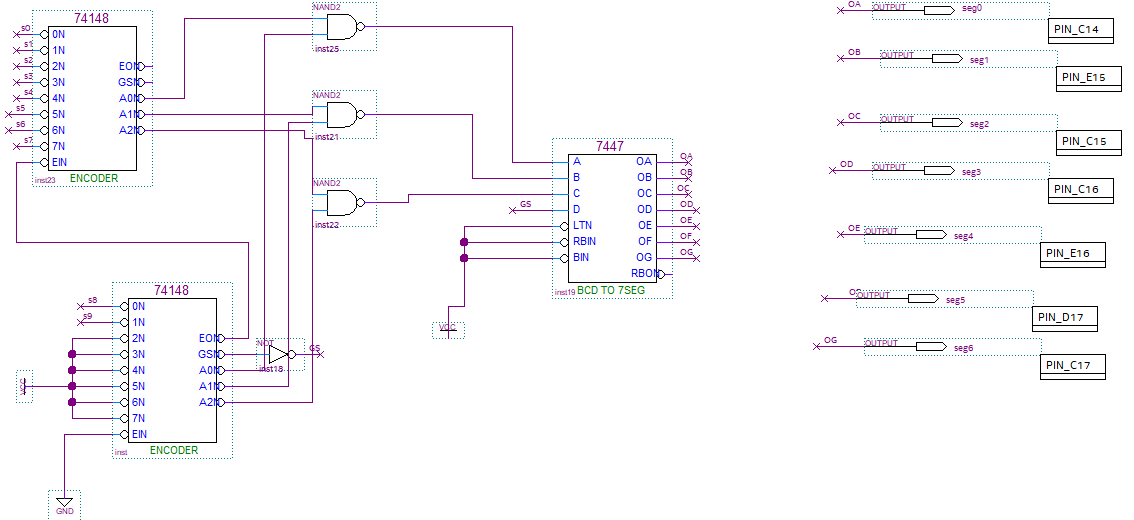 74148
s0
0N
s1
1N
s2
2N
EON
s3
3N
GSN
s4
4N
A0N
s5
5N
A1N
s6
6N
A2N
s7
7N
EIN
inst23
ENCODER
NAND2
inst25
NAND2
inst21
NAND2
inst22
7447
A
OA
OA
B
OB
OB
C
OC
OC
GS
D
OD
OD
LTN
OE
OE
RBIN
OF
OF
BIN
OG
OG
RBON
inst19
BCD TO 7SEG
VCC
74148
s8
0N
s9
1N
2N
EON
3N
GSN
4N
A0N
5N
A1N
6N
A2N
7N
EIN
inst
ENCODER
VCC
GND
NOT
GS
inst18
OA
OUTPUT
seg0
PIN_C14
OB
OUTPUT
seg1
PIN_E15
OC
OUTPUT
seg2
PIN_C15
OD
OUTPUT
seg3
PIN_C16
OE
OUTPUT
seg4
PIN_E16
OUTPUT
seg5
PIN_D17
OG
OUTPUT
seg6
PIN_C17